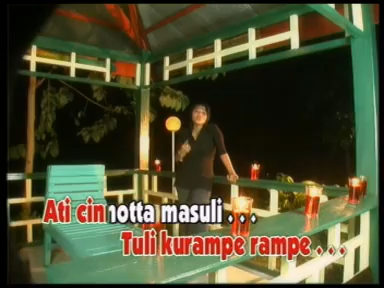 Ati cinnotta masuli . . .
Tuli kurampe rampe . . .